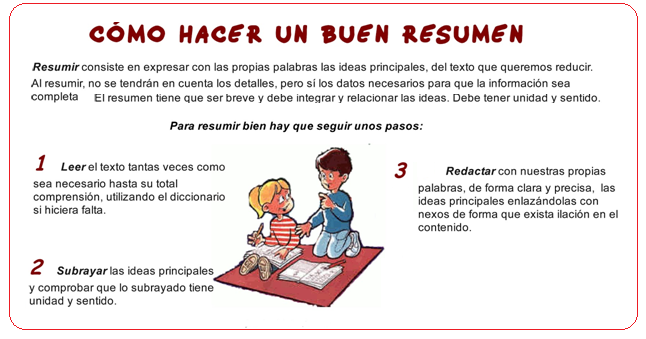 CÓMO HACER UN BUEN RESUMEN
Resumir consiste en expresar con las propias palabras las ideas principales, del texto que queremos reducir.
Al resumir, no se tendrán en cuenta los detalles, pero sí los datos necesarios para que la información sea
completa El resumen tiene que ser breve y debe integrar y relacionar las ideas. Debe tener unidad y sentido.
Para resumir bien hay que seguir unos pasos:
1 Leer el texto tantas veces como
sea necesario hasta su total
comprensión, utilizando el diccionario
si hiciera falta.
2 Subrayar las ideas principales
y comprobar que lo subrayado tiene
unidad y sentido.
3 Redactar con nuestras propias
palabras, de forma clara y precisa, las
ideas principales enlazándolas con
nexos de forma que exista ilación en el
contenido.